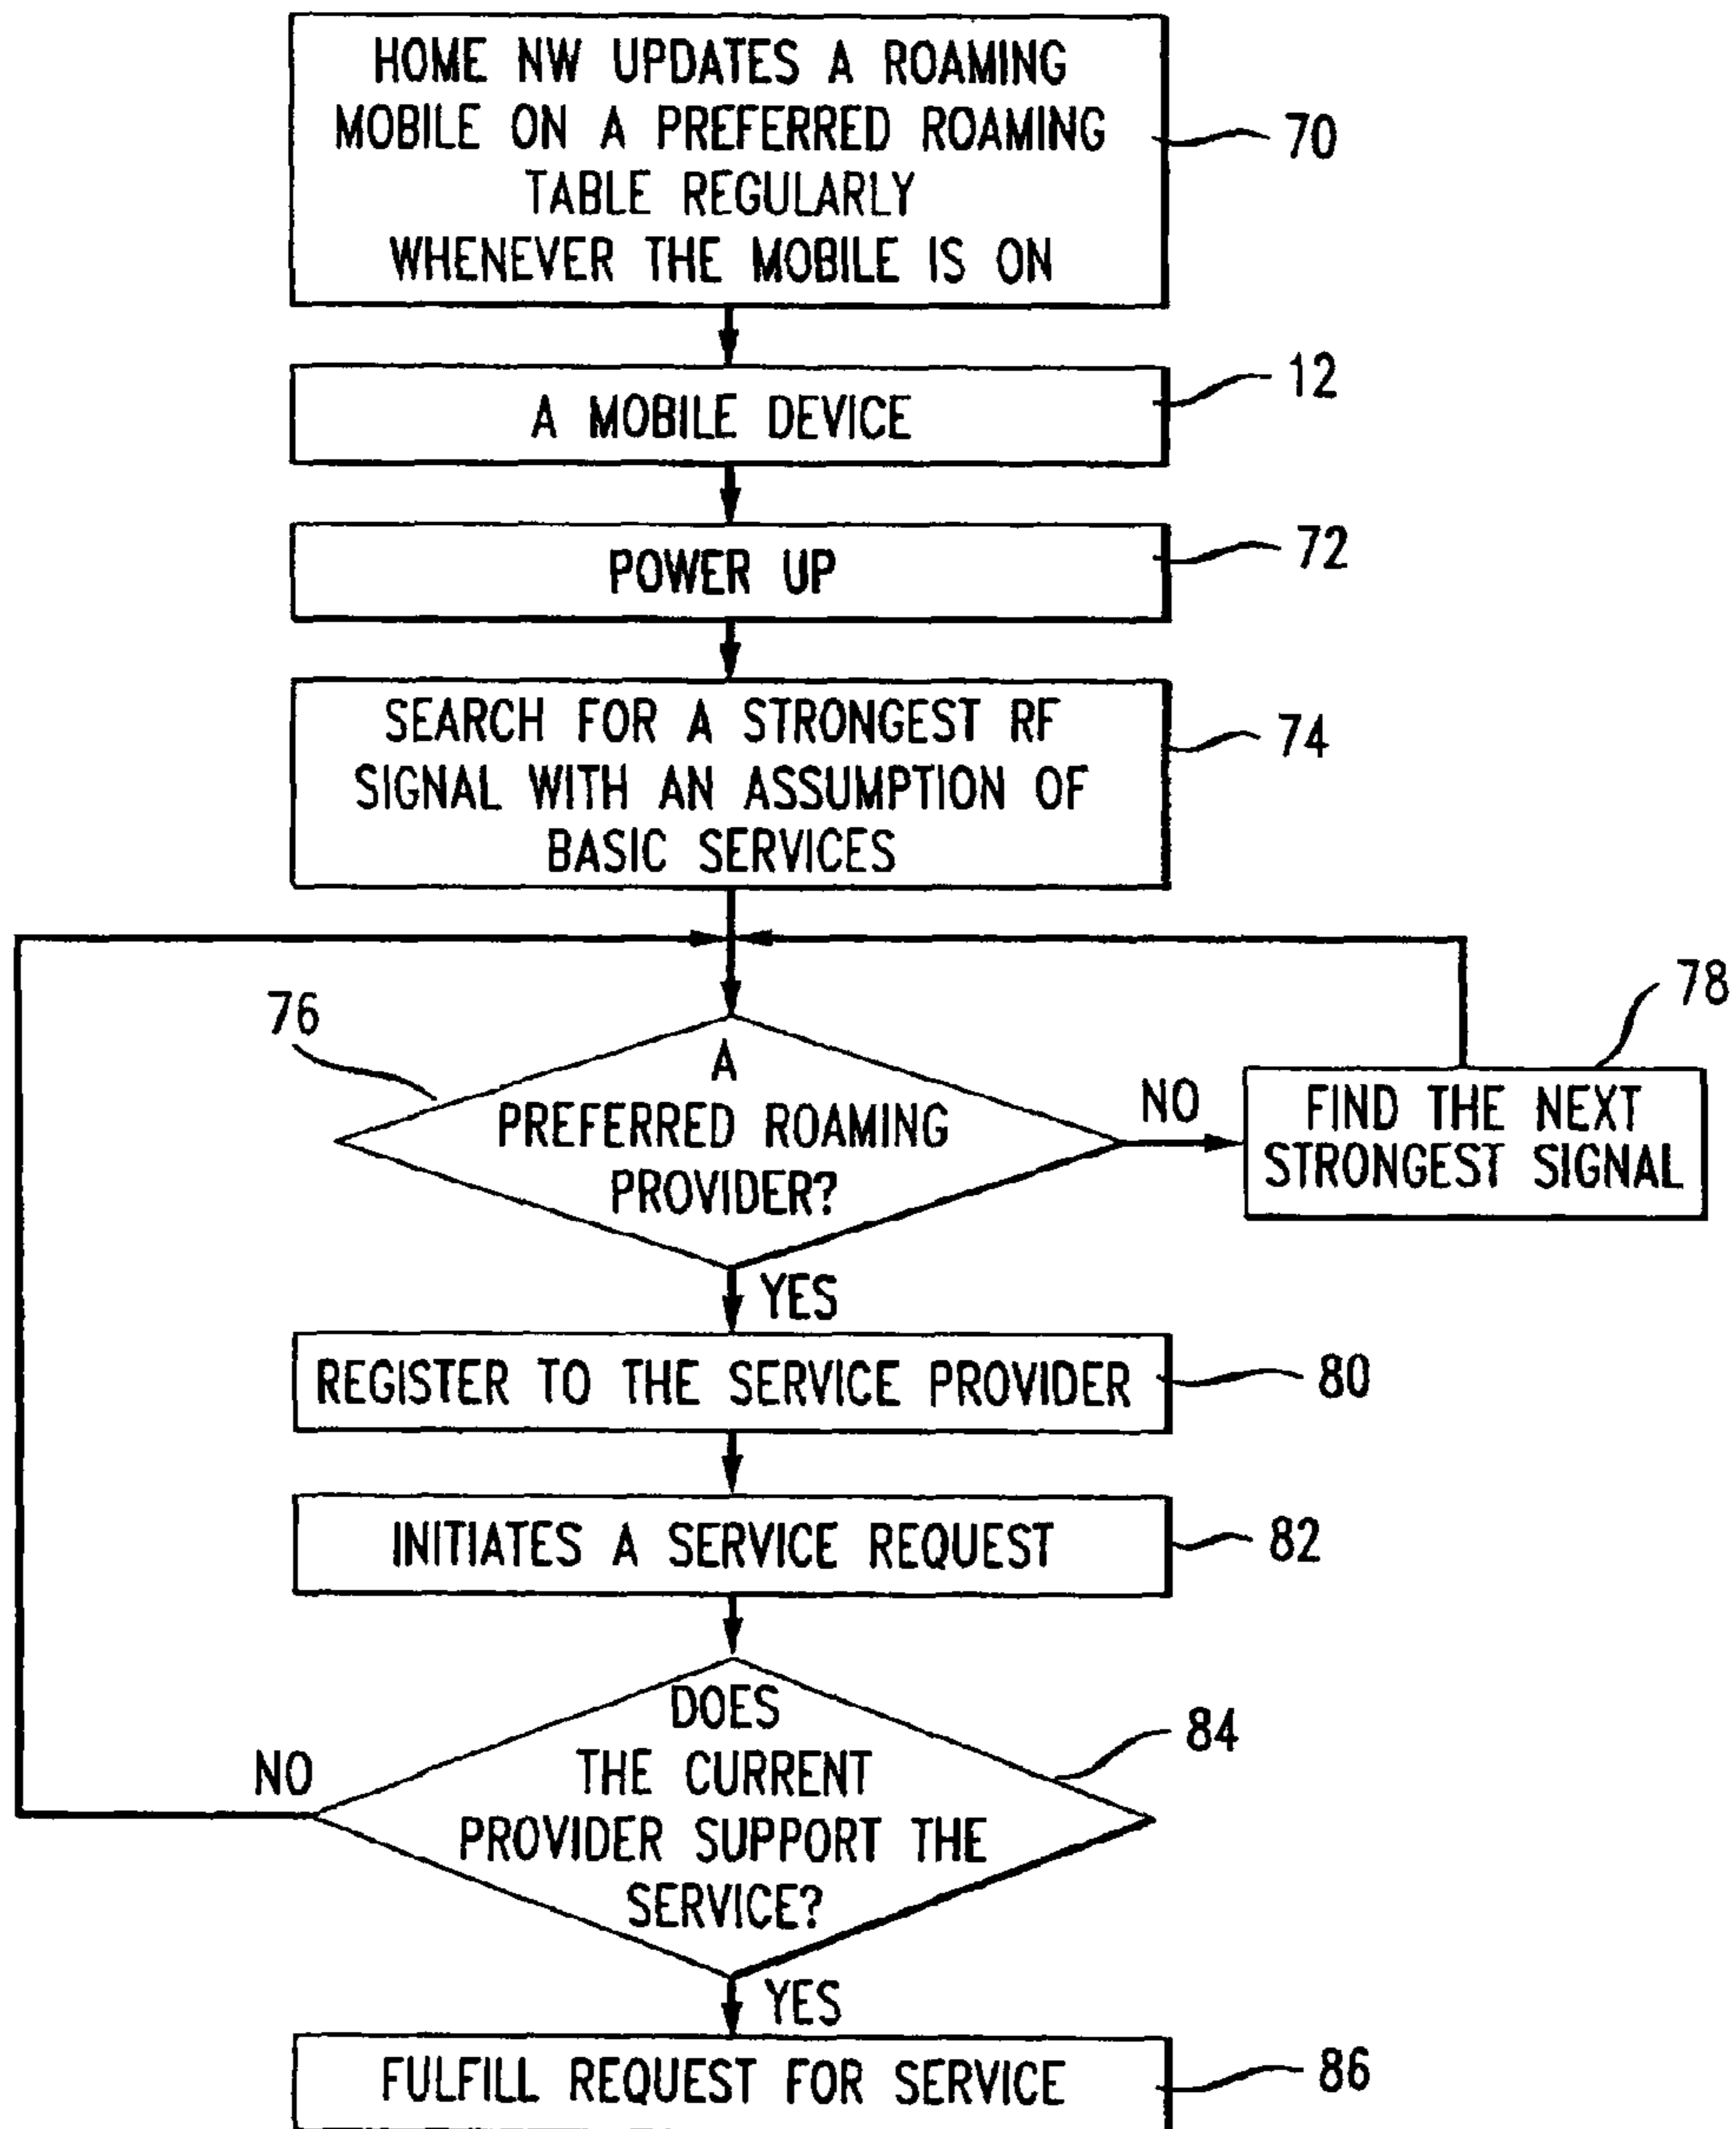 HOME NW UPDATES A ROAMING
MOBILE ON A PREFERRED ROAMING
TABLE REGULARLY
WHENEVER THE MOBILE IS ON
70
A MOBILE DEVICE
12
POWER UP
72
SEARCH FOR A STRONGEST RF
SIGNAL WITH AN ASSUMPTION OF
BASIC SERVICES
74
76
A
PREFERRED ROAMING
PROVIDER?
NO
78
FIND THE NEXT
STRONGEST SIGNAL
YES
REGISTER TO THE SERVICE PROVIDER
80
INITIATES A SERVICE REQUEST
82
DOES
THE CURRENT
PROVIDER SUPPORT THE
SERVICE?
84
NO
YES
FULFILL REQUEST FOR SERVICE
86